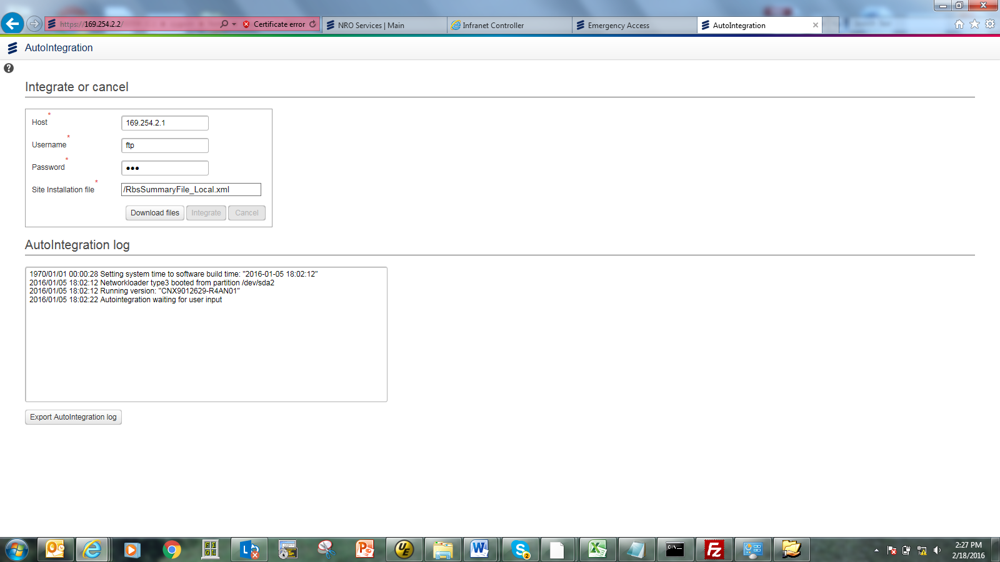 https://169.254.2.2/
Certificate error
NRO Services | Main
Infranet Controller
Emergency Access
AutoIntegration
AutoIntegration
Integrate or cancel
Host *
169.254.2.1
Username *
ftp
Password *
●●●
Site Installation file *
/RbsSummaryFile_Local.xml
Download files
Integrate
Cancel
AutoIntegration log
1970/01/01 00:00:28 Setting system time to software build time: "2016-01-05 18:02:12"
2016/01/05 18:02:12 Networkloader type3 booted from partition /dev/sda2
2016/01/05 18:02:12 Running version: "CNX9012629-R4AN01"
2016/01/05 18:02:22 Autointegration waiting for user input
Export AutoIntegration log
2:27 PM
2/18/2016